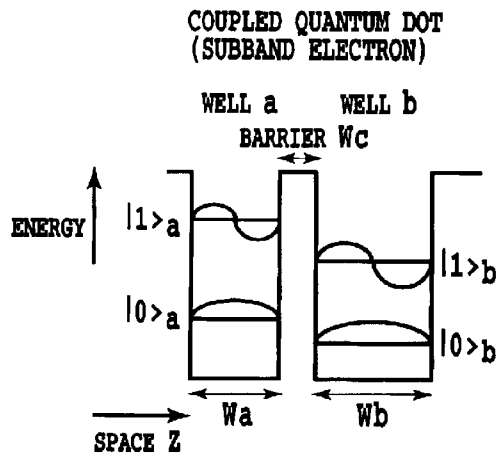 COUPLED QUANTUM DOT
(SUBBAND ELECTRON)
WELL a WELL b
BARRIER Wc
ENERGY
|1>a
|1>b
|0>a
|0>b
Wa Wb
SPACE Z